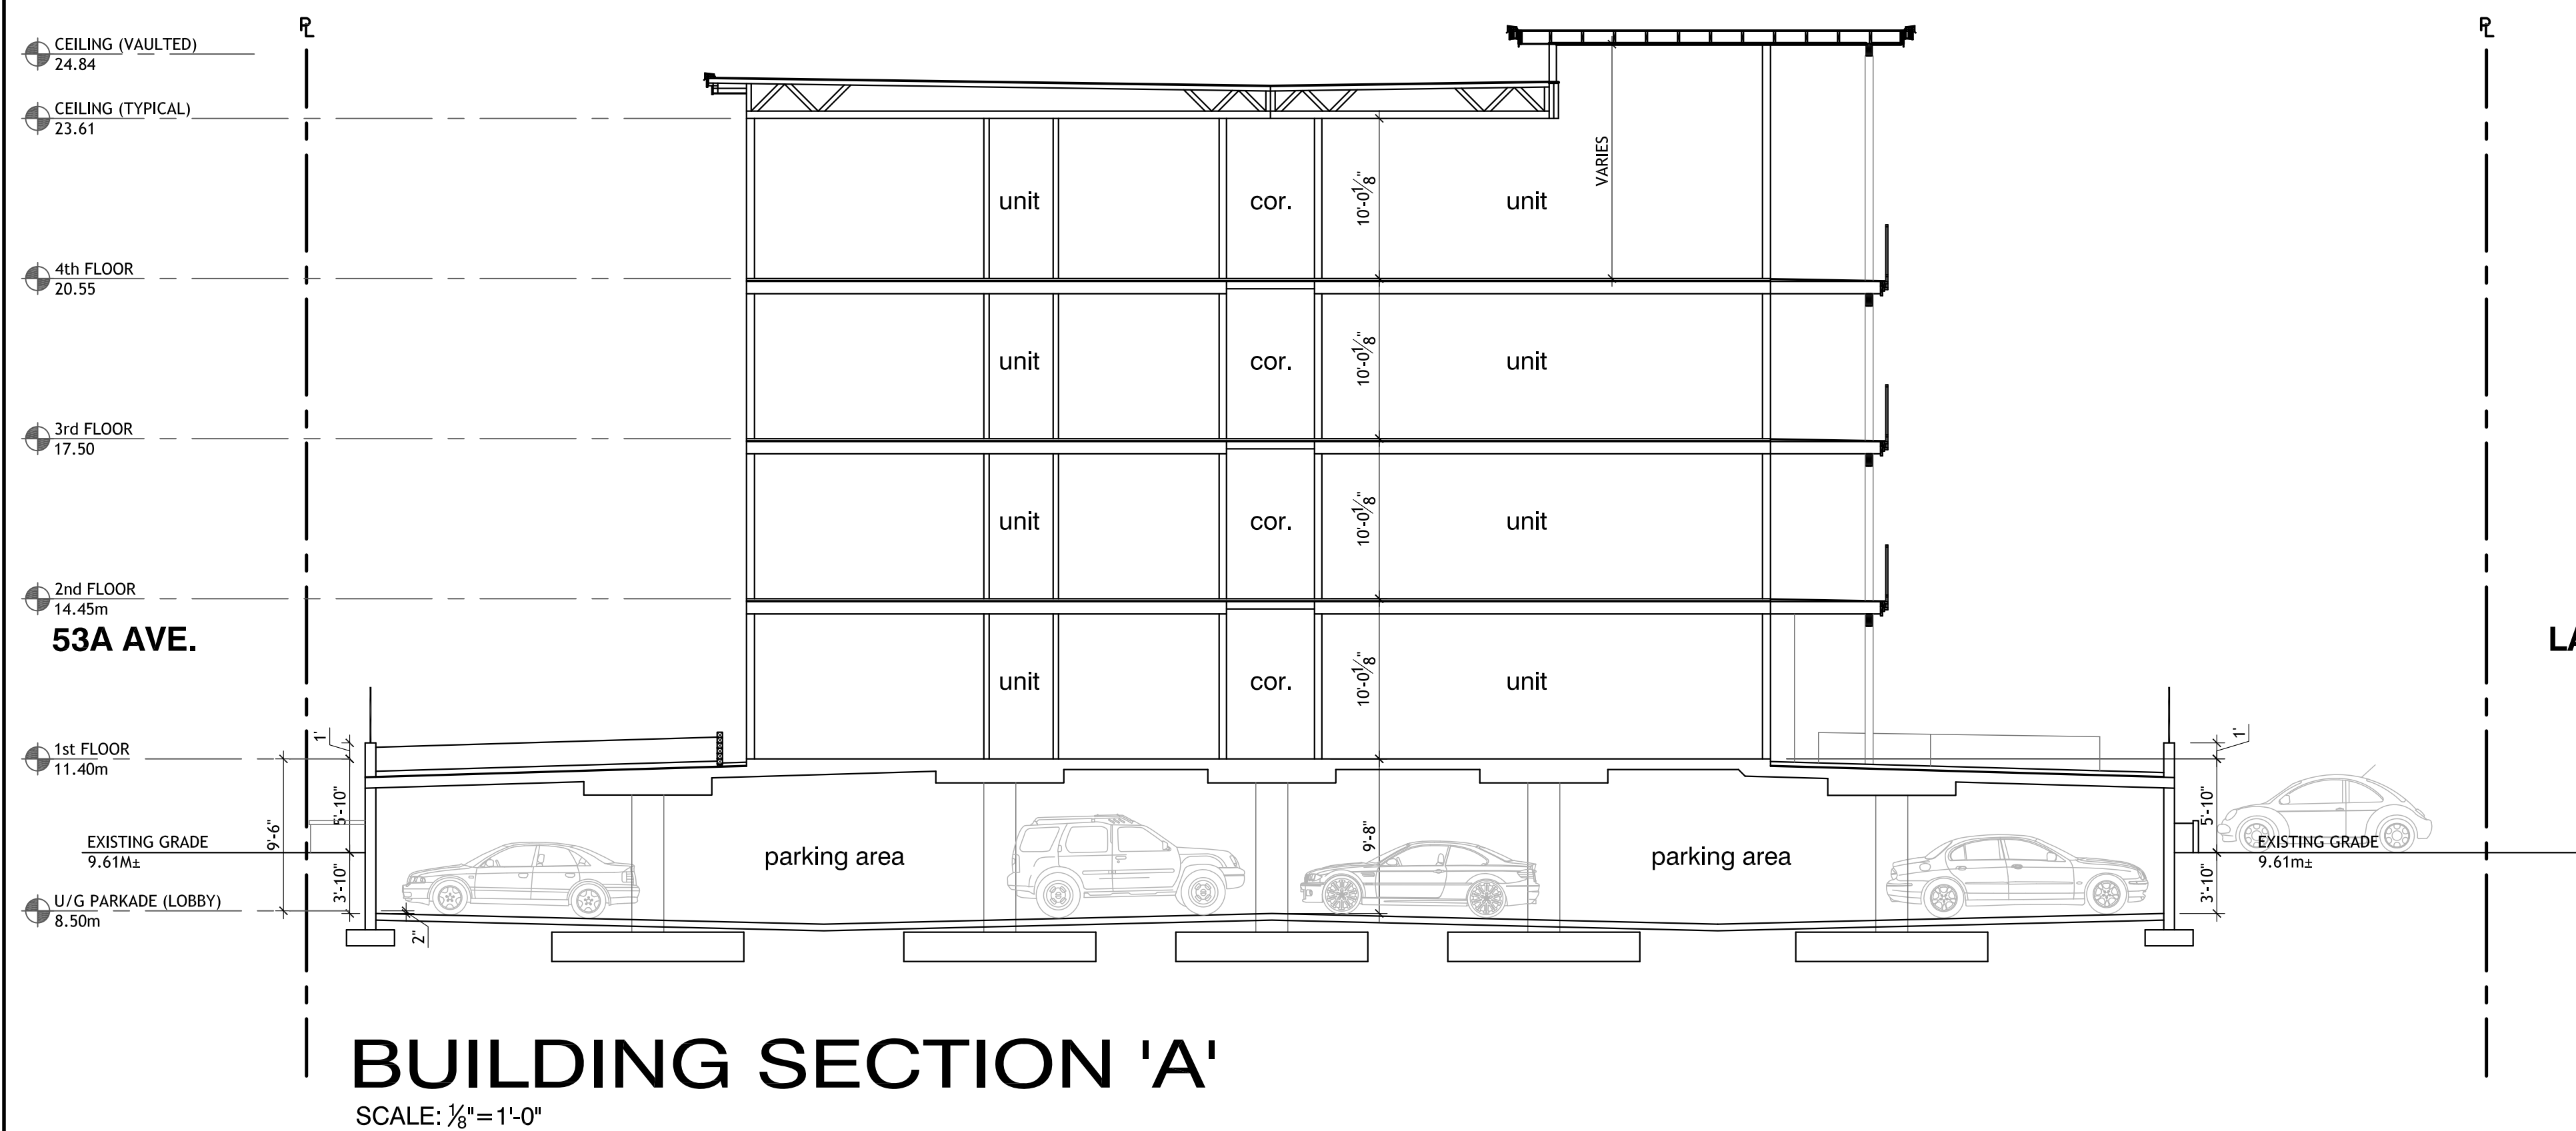 PL
PL
CEILING (VAULTED)
24.84
CEILING (TYPICAL)
23.61
VARIES
unit
cor.
10'-0 1/8"
unit
4th FLOOR
20.55
unit
cor.
10'-0 1/8"
unit
3rd FLOOR
17.50
unit
cor.
10'-0 1/8"
unit
2nd FLOOR
14.45m
53A AVE.
LA
unit
cor.
10'-0 1/8"
unit
1st FLOOR
11.40m
1'
1'
5'-10"
5'-10"
9'-6"
9'-8"
EXISTING GRADE
9.61M±
parking area
parking area
EXISTING GRADE
9.61m±
3'-10"
3'-10"
U/G PARKADE (LOBBY)
8.50m
2"
BUILDING SECTION 'A'
SCALE: 1/8"=1'-0"